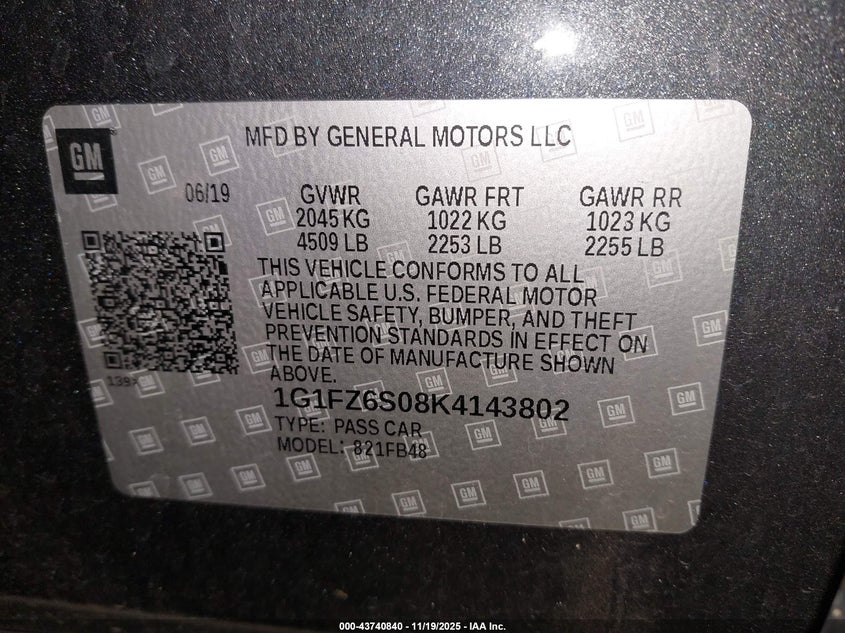 GM
MFD BY GENERAL MOTORS LLC
06/19
GVWR GAWR FRT GAWR RR
2045 KG 1022 KG 1023 KG
4509 LB 2253 LB 2255 LB
THIS VEHICLE CONFORMS TO ALL
APPLICABLE U.S. FEDERAL MOTOR
VEHICLE SAFETY, BUMPER, AND THEFT
PREVENTION STANDARDS IN EFFECT ON
THE DATE OF MANUFACTURE SHOWN
ABOVE.
1G1FZ6S08K4143802
TYPE: PASS CAR
MODEL: 821FB48
000-43740840 - 11/19/2025 - IAA Inc.